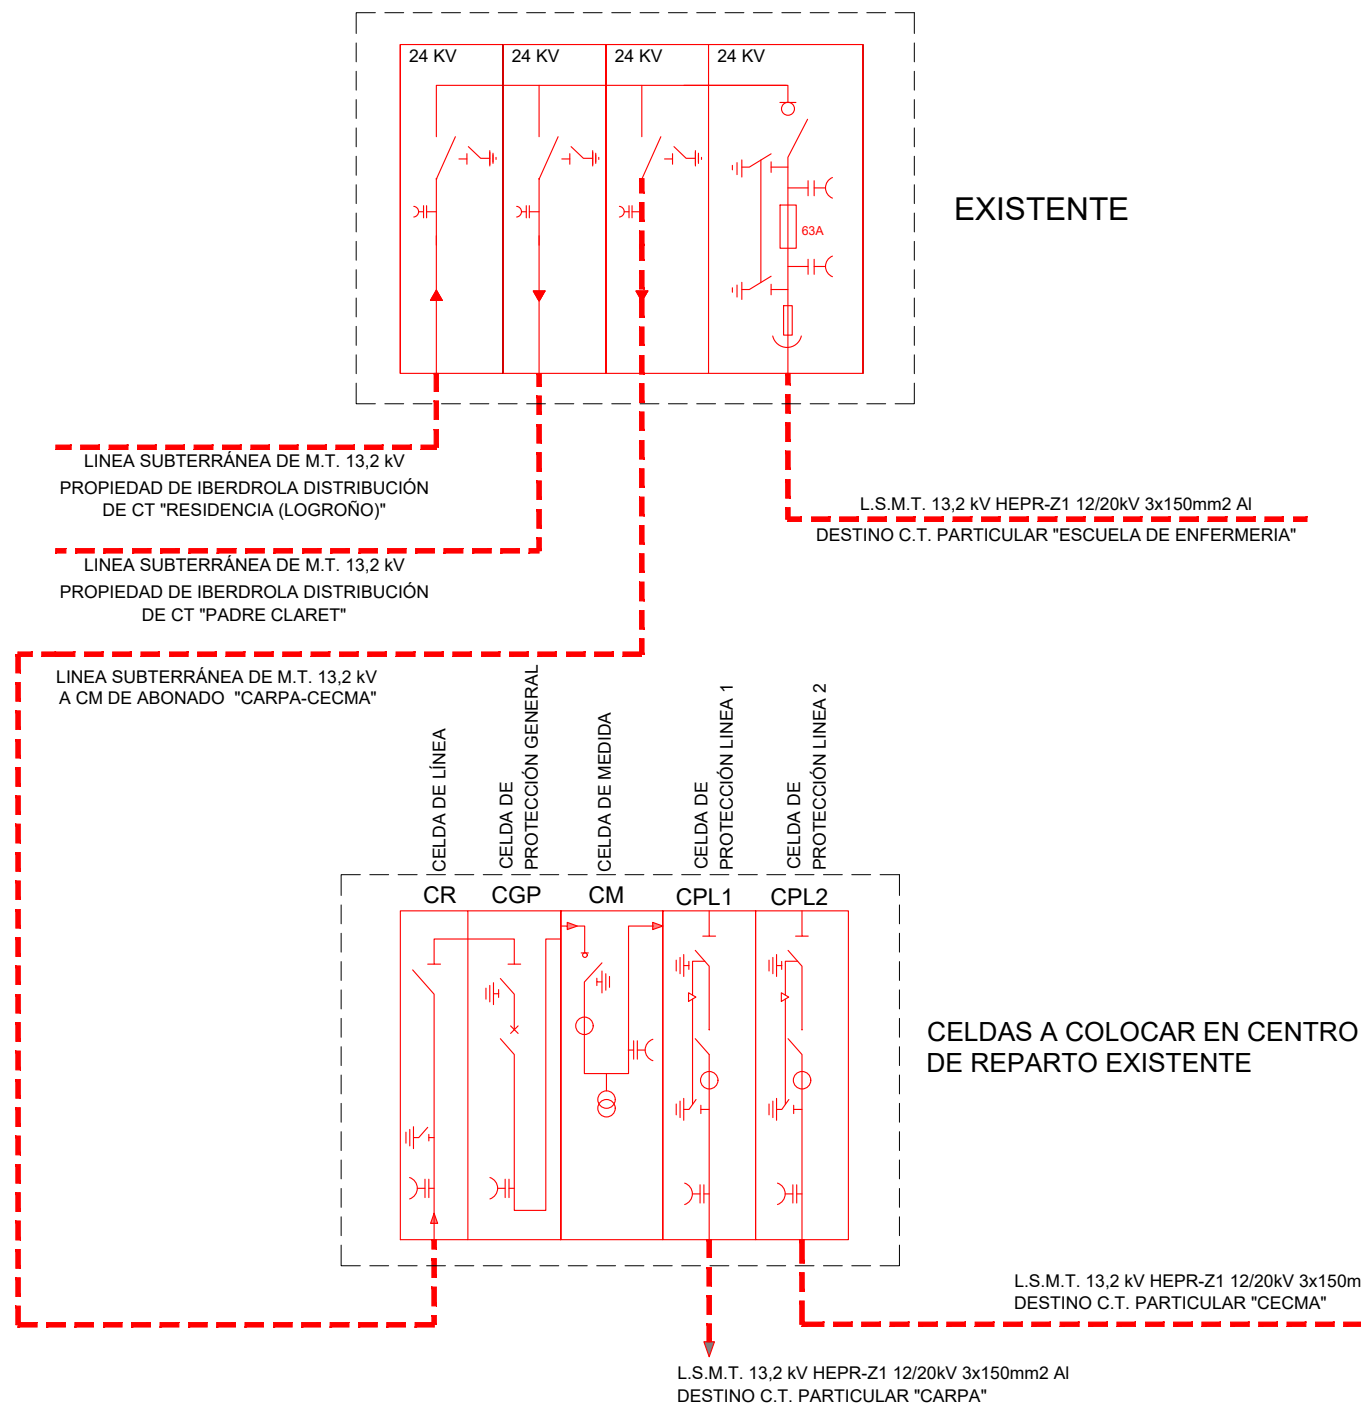 24 KV
24 KV
24 KV
24 KV
63A
EXISTENTE
LINEA SUBTERRÁNEA DE M.T. 13,2 kV
PROPIEDAD DE IBERDROLA DISTRIBUCIÓN
DE CT "RESIDENCIA (LOGROÑO)"
L.S.M.T. 13,2 kV HEPR-Z1 12/20kV 3x150mm2 Al
DESTINO C.T. PARTICULAR "ESCUELA DE ENFERMERIA"
LINEA SUBTERRÁNEA DE M.T. 13,2 kV
PROPIEDAD DE IBERDROLA DISTRIBUCIÓN
DE CT "PADRE CLARET"
LINEA SUBTERRÁNEA DE M.T. 13,2 kV
A CM DE ABONADO "CARPA-CECMA"
CELDA DE LÍNEA
CELDA DE
PROTECCIÓN GENERAL
CELDA DE MEDIDA
CELDA DE
PROTECCIÓN LINEA 1
CELDA DE
PROTECCIÓN LINEA 2
CR
CGP
CM
CPL1
CPL2
CELDAS A COLOCAR EN CENTRO
DE REPARTO EXISTENTE
L.S.M.T. 13,2 kV HEPR-Z1 12/20kV 3x150m
DESTINO C.T. PARTICULAR "CECMA"
L.S.M.T. 13,2 kV HEPR-Z1 12/20kV 3x150mm2 Al
DESTINO C.T. PARTICULAR "CARPA"